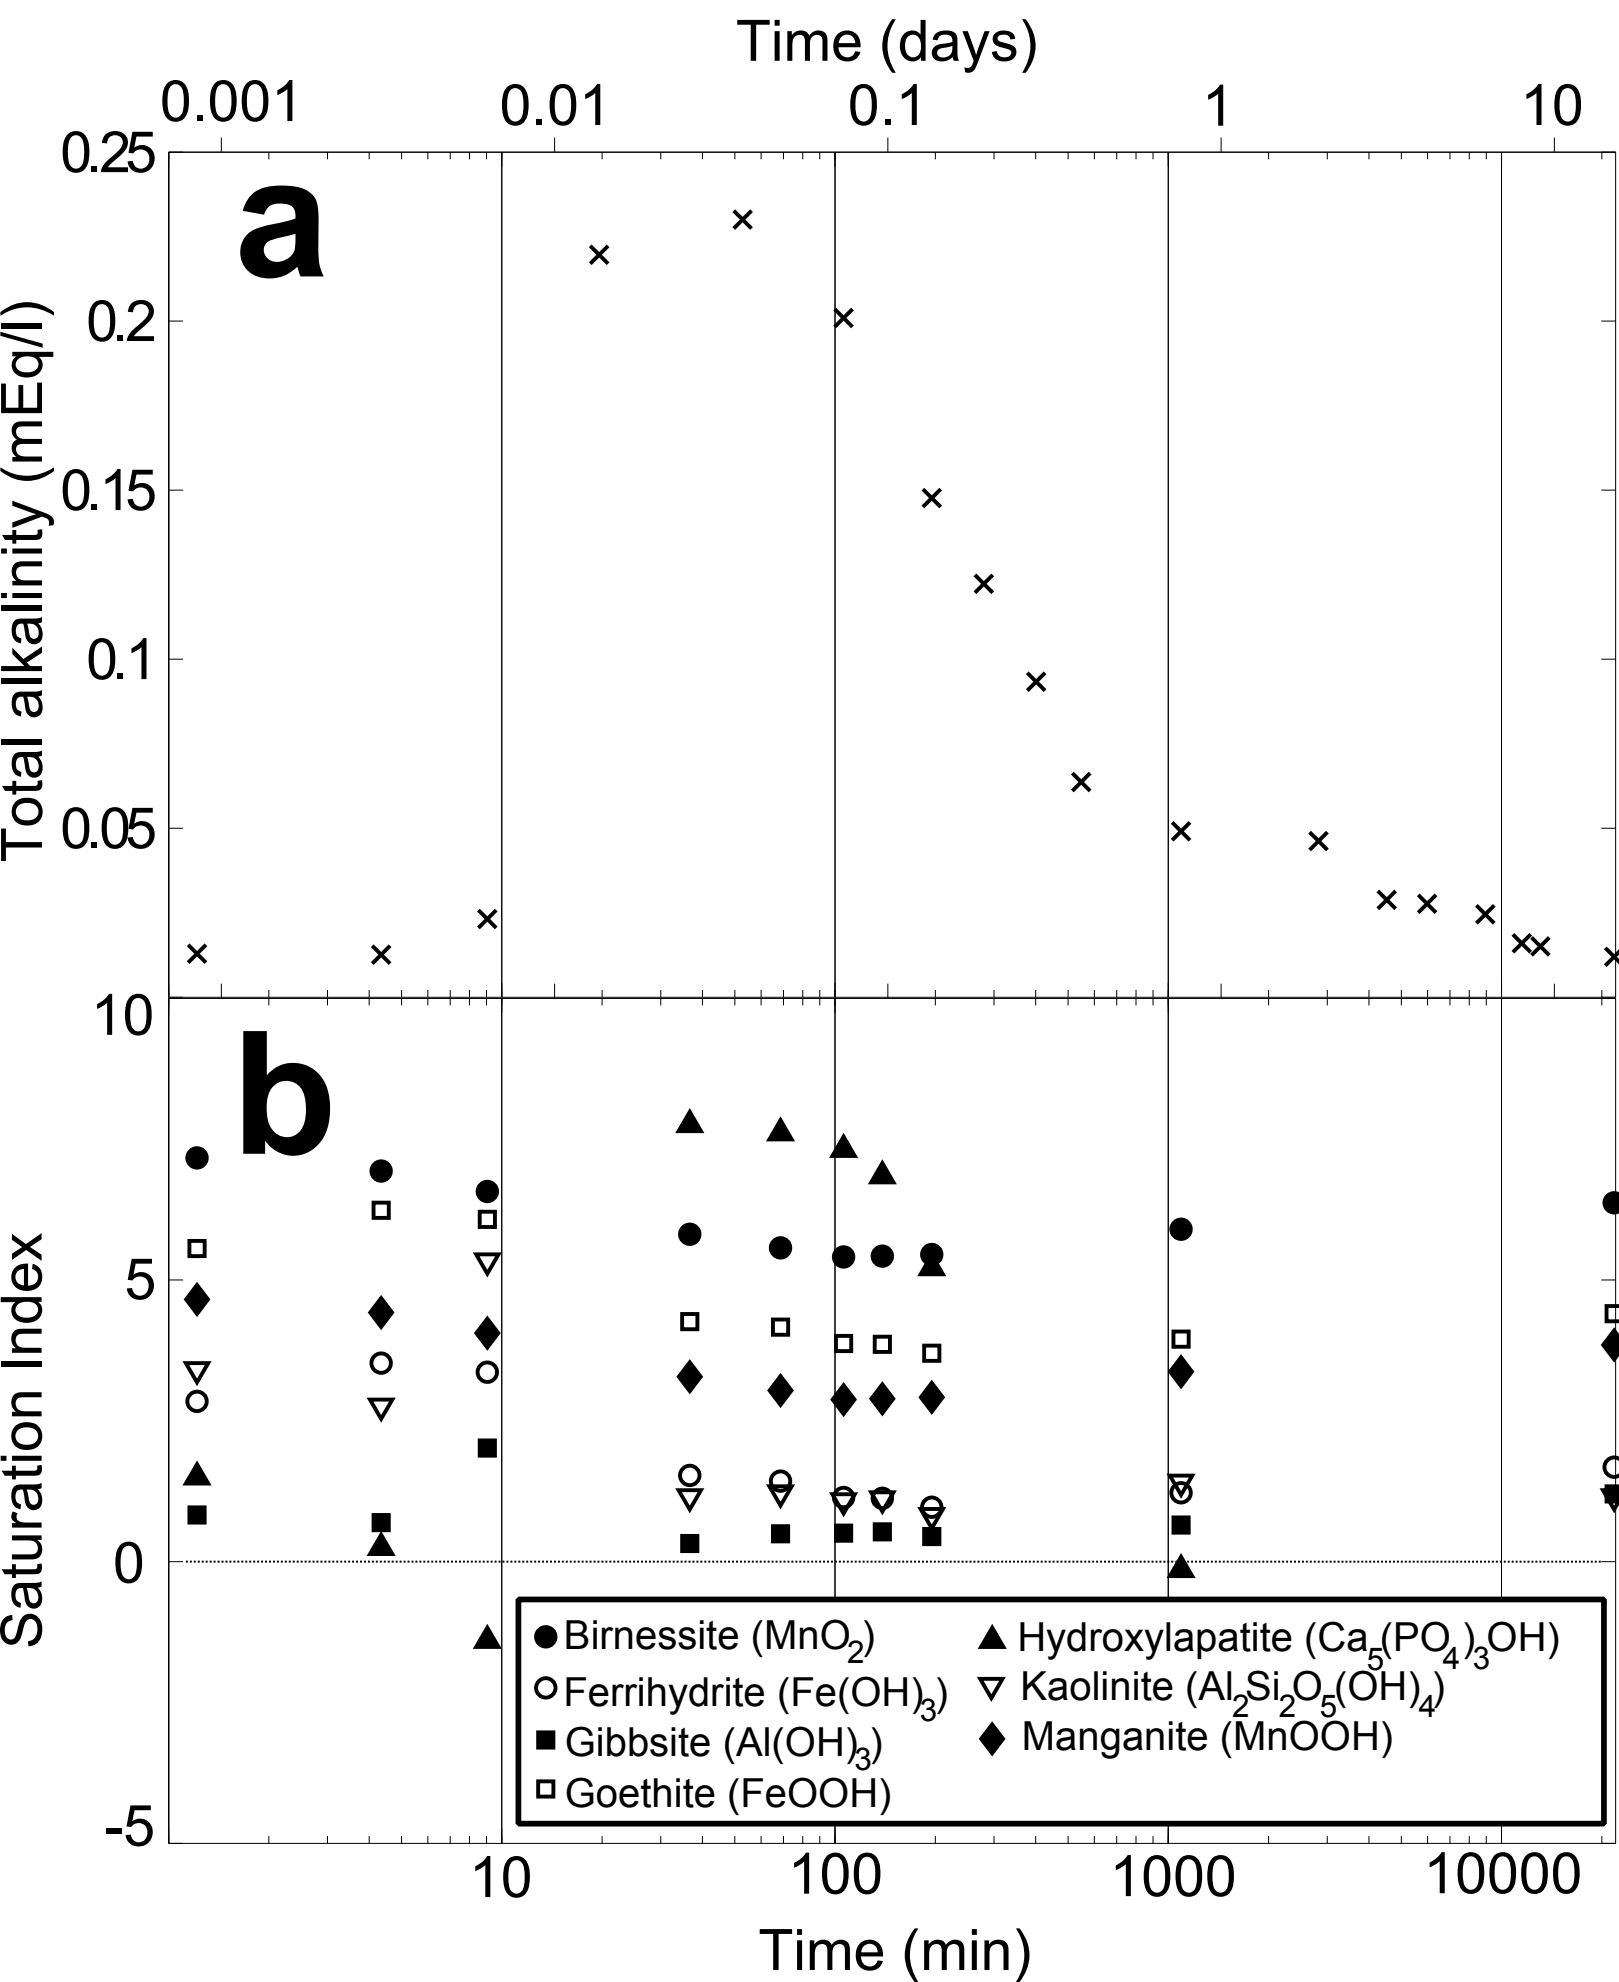 Time (days)
0.001 0.01 0.1 1 10
a
0.25
0.2
0.15
0.1
0.05
Total alkalinity (mEq/l)
b
10
5
0
-5
Saturation Index
Birnessite (MnO2)
Ferrihydrite (Fe(OH)3)
Gibbsite (Al(OH)3)
Goethite (FeOOH)
Hydroxylapatite (Ca5(PO4)3OH)
Kaolinite (Al2Si2O5(OH)4)
Manganite (MnOOH)
10 100 1000 10000
Time (min)